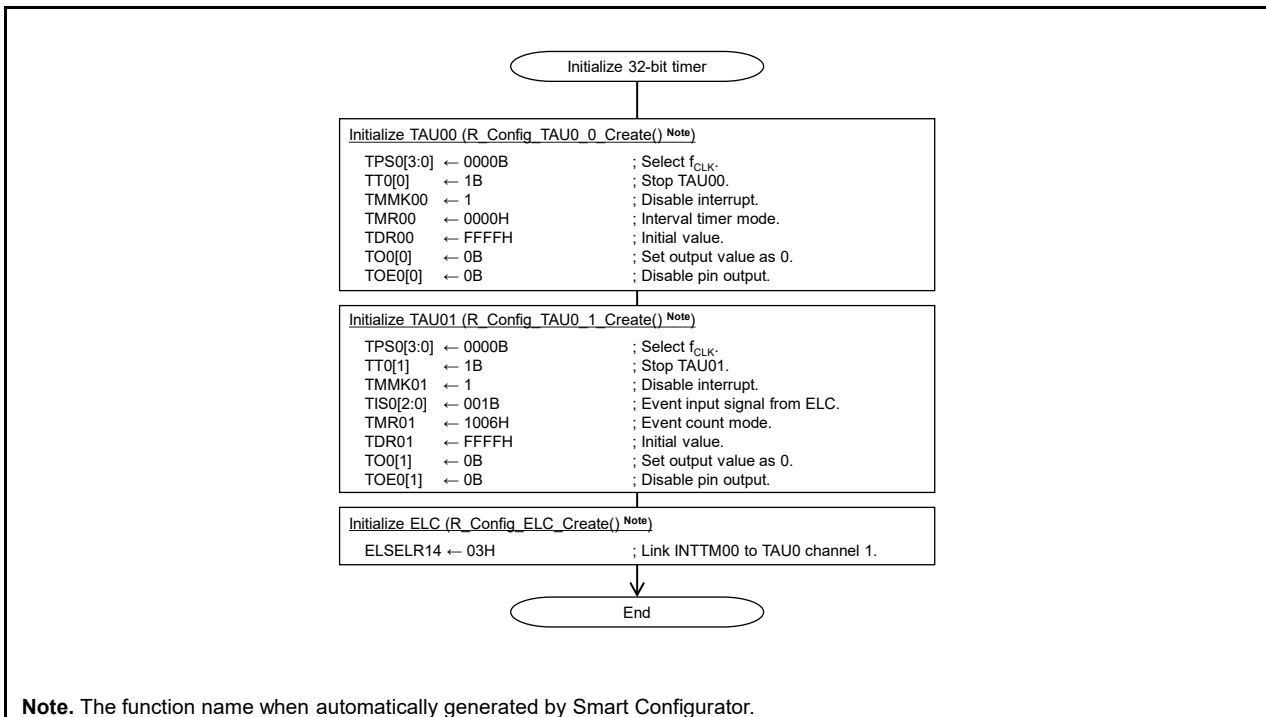 Initialize 32-bit timer
Initialize TAU00 (R_Config_TAU0_0_Create() Note)
TPS0[3:0] ← 0000B ; Select fCLK.
TT0[0] ← 1B ; Stop TAU00.
TMMK00 ← 1 ; Disable interrupt.
TMR00 ← 0000H ; Interval timer mode.
TDR00 ← FFFFH ; Initial value.
TO0[0] ← 0B ; Set output value as 0.
TOE0[0] ← 0B ; Disable pin output.
Initialize TAU01 (R_Config_TAU0_1_Create() Note)
TPS0[3:0] ← 0000B ; Select fCLK.
TT0[1] ← 1B ; Stop TAU01.
TMMK01 ← 1 ; Disable interrupt.
TIS0[2:0] ← 001B ; Event input signal from ELC.
TMR01 ← 1006H ; Event count mode.
TDR01 ← FFFFH ; Initial value.
TO0[1] ← 0B ; Set output value as 0.
TOE0[1] ← 0B ; Disable pin output.
Initialize ELC (R_Config_ELC_Create() Note)
ELSELR14 ← 03H ; Link INTTM00 to TAU0 channel 1.
End
Note. The function name when automatically generated by Smart Configurator.